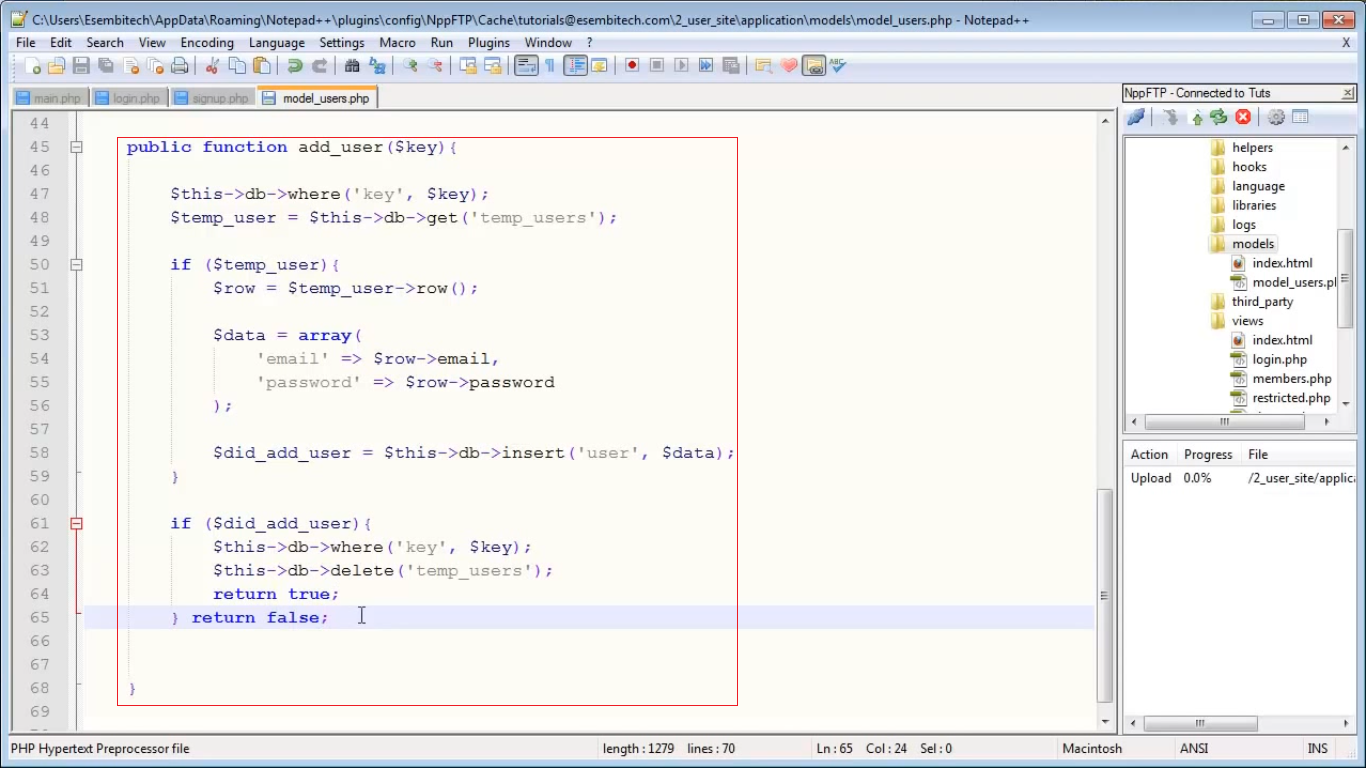 C:\Users\Esembitech\AppData\Roaming\Notepad++\plugins\config\NppFTP\Cache\tutorials@esembitech.com\2_user_site\application\models\model_users.php - Notepad++
File Edit Search View Encoding Language Settings Macro Run Plugins Window ? X
main.php login.php signup.php model_users.php
44
45 public function add_user($key){
46
47 $this->db->where('key', $key);
48 $temp_user = $this->db->get('temp_users');
49
50 if ($temp_user){
51 $row = $temp_user->row();
52
53 $data = array(
54 'email' => $row->email,
55 'password' => $row->password
56 );
57
58 $did_add_user = $this->db->insert('user', $data);
59 }
60
61 if ($did_add_user){
62 $this->db->where('key', $key);
63 $this->db->delete('temp_users');
64 return true;
65 } return false;
66
67
68 }
69
NppFTP - Connected to Tuts
helpers
hooks
language
libraries
logs
models
index.html
model_users.pl
third_party
views
index.html
login.php
members.php
restricted.php
Action Progress File
Upload 0.0% /2_user_site/applica
PHP Hypertext Preprocessor file length : 1279 lines : 70 Ln : 65 Col : 24 Sel : 0 Macintosh ANSI INS